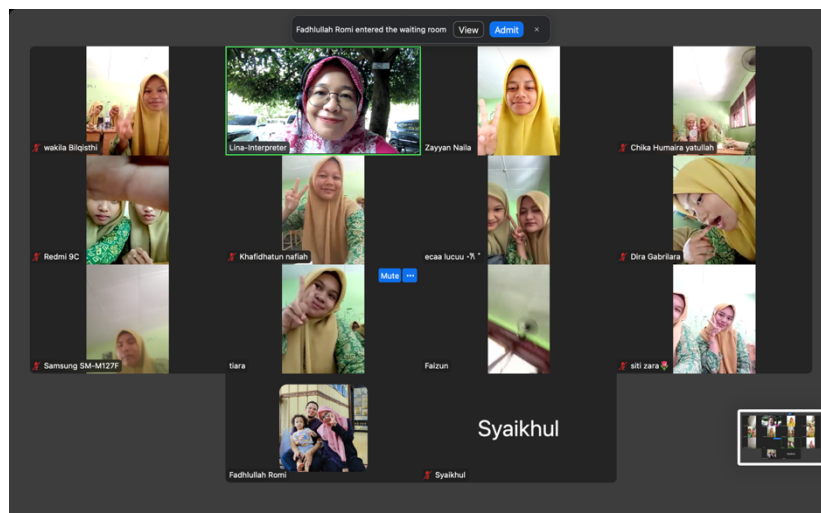 Fadhlullah Romi entered the waiting room View Admit ×
wakila Bilqisthi
Lina-Interpreter
Zayyan Naila
Chika Humaira yatullah
Redmi 9C
Khafidhatun nafiah
ecaa lucuu
Dira Gabrilara
Mute ...
Samsung SM-M127F
tiara
Faizun
siti zara🌹
Fadhlullah Romi
Syaikhul
Syaikhul